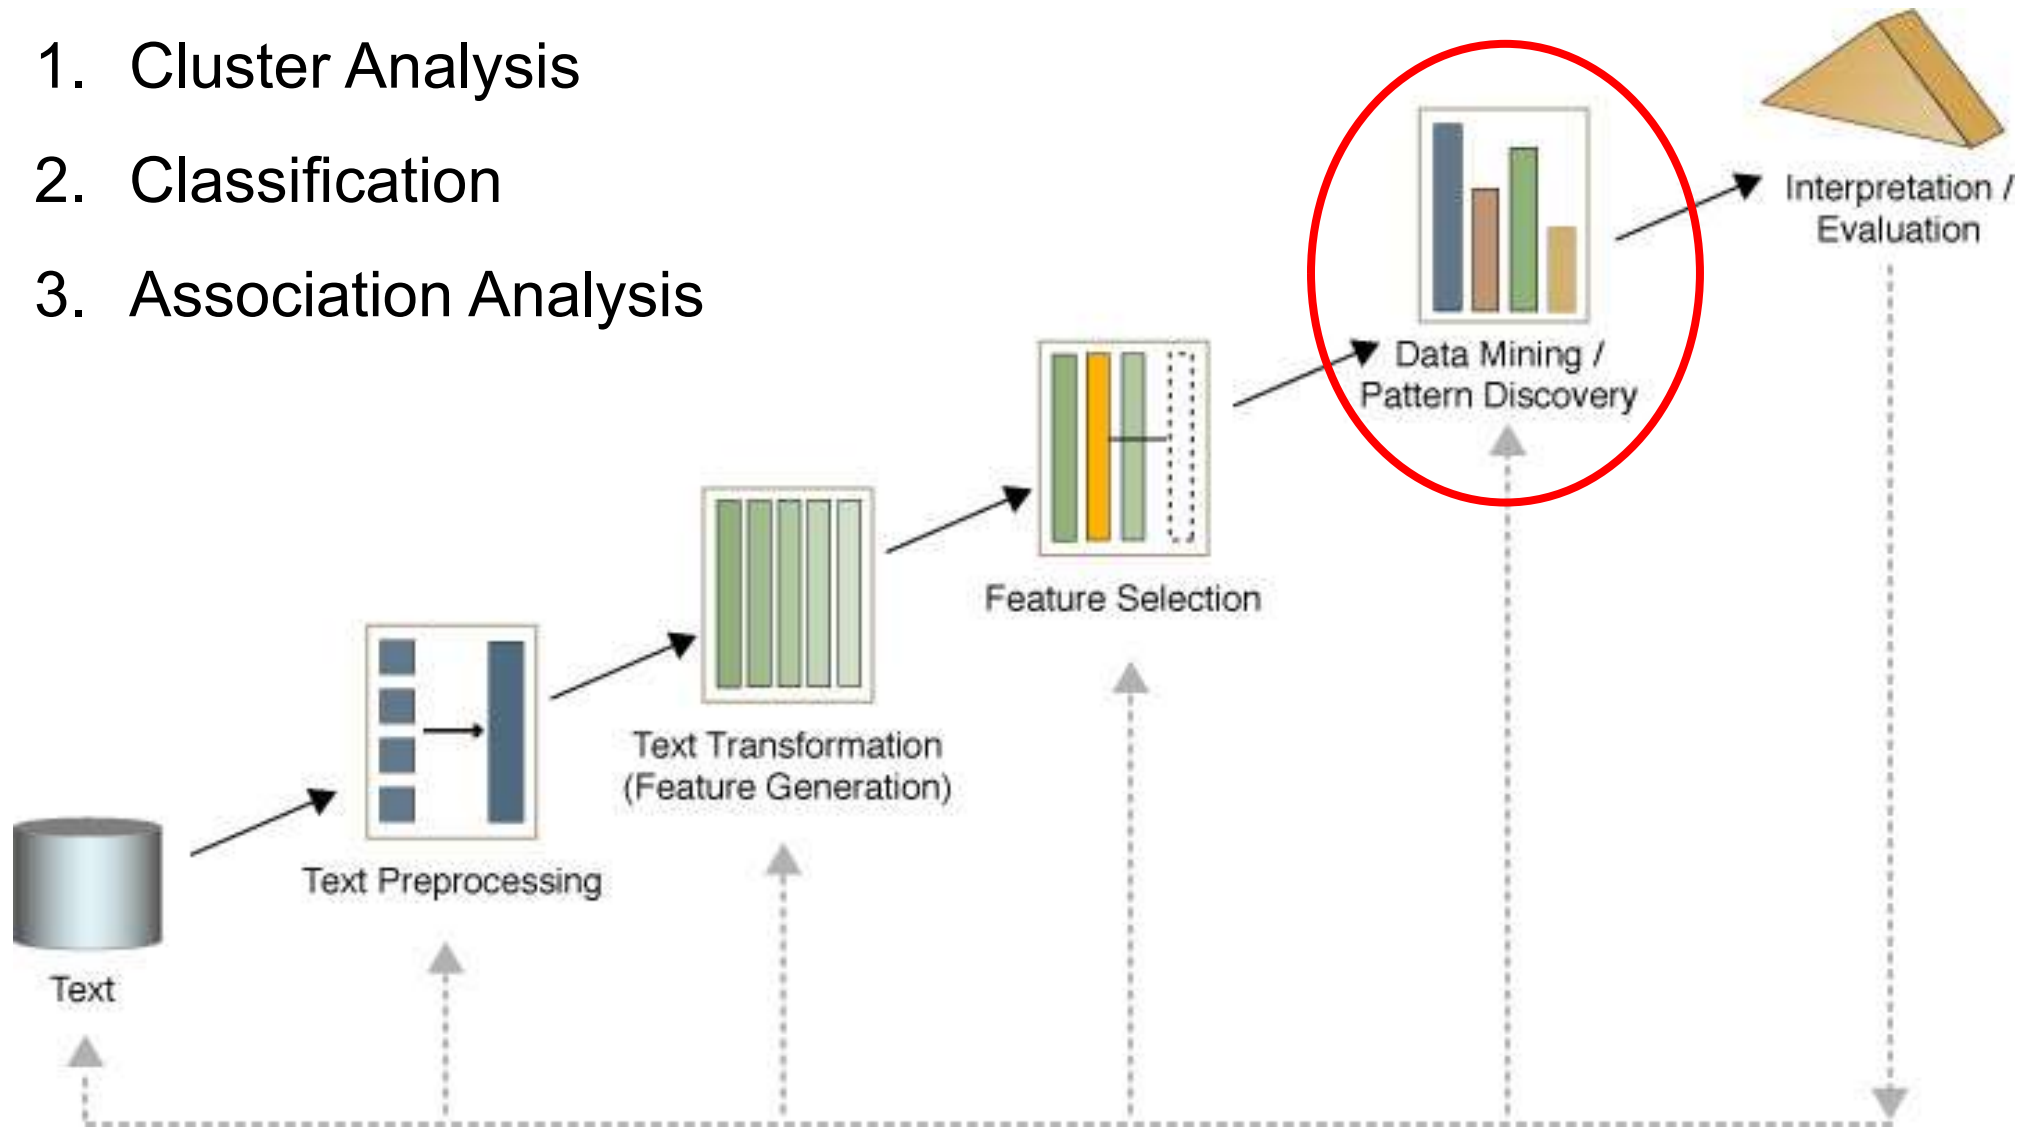 1. Cluster Analysis
2. Classification
3. Association Analysis
Interpretation /
Evaluation
Data Mining /
Pattern Discovery
Feature Selection
Text Transformation
(Feature Generation)
Text Preprocessing
Text